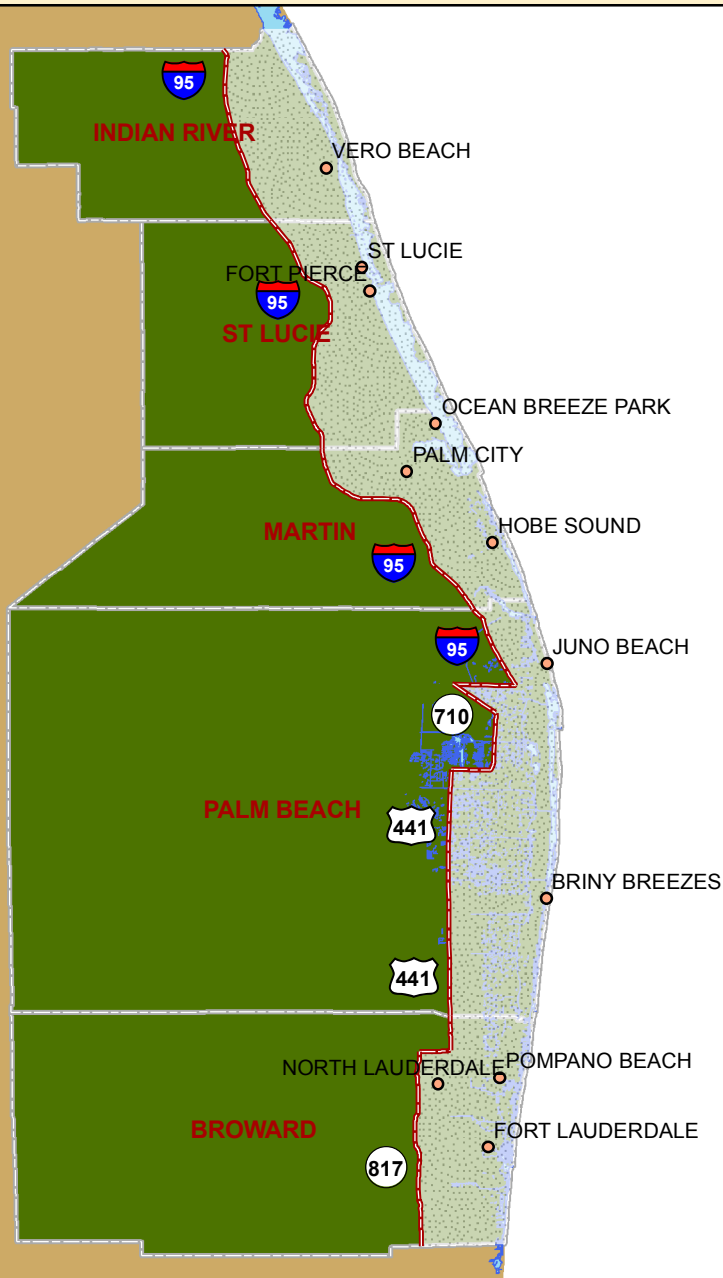 95
INDIAN RIVER
VERO BEACH
ST LUCIE
FORT PIERCE
95
ST LUCIE
OCEAN BREEZE PARK
PALM CITY
MARTIN
HOBE SOUND
95
95
JUNO BEACH
710
PALM BEACH
441
BRINY BREEZES
441
NORTH LAUDERDALE
POMPANO BEACH
BROWARD
FORT LAUDERDALE
817